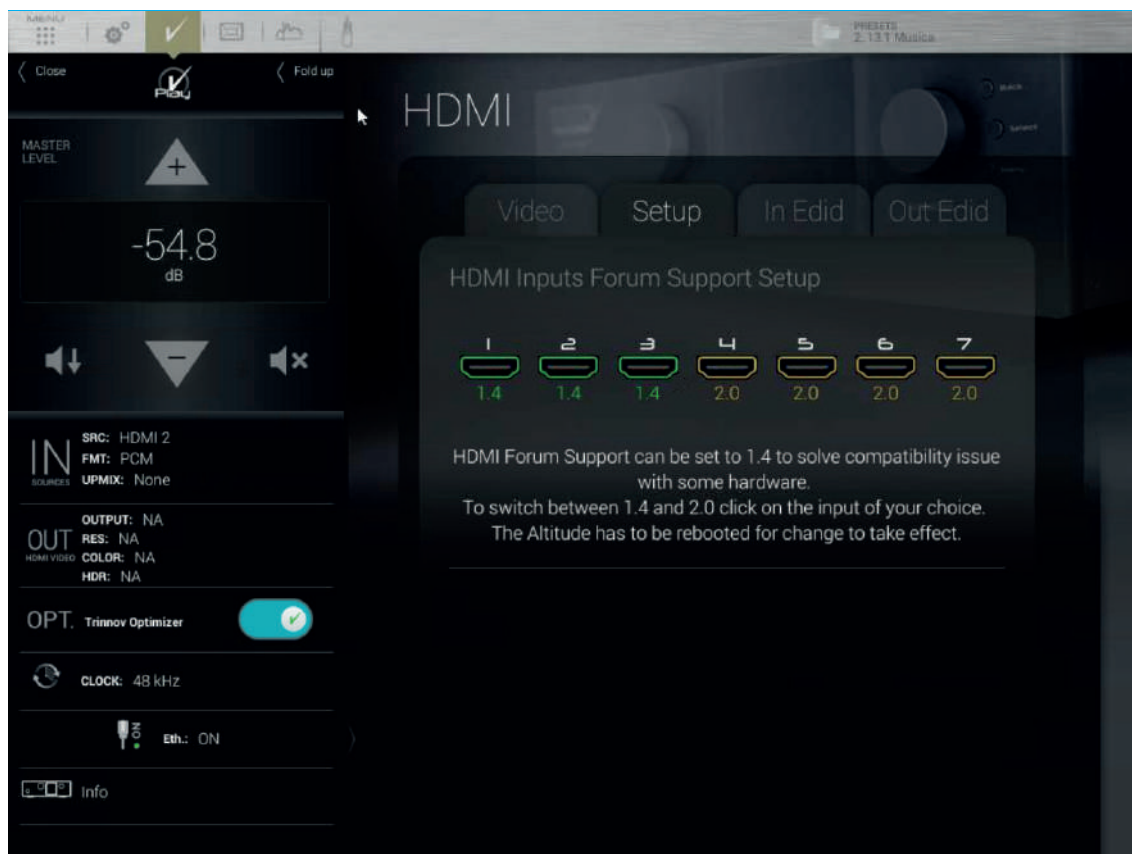 MENU
PRESETS
2. 13.1 Musica
Close
Play
Fold up
MASTER
LEVEL
+
-54.8
dB
-
IN
SOURCES
SRC: HDMI 2
FMT: PCM
UPMIX: None
OUT
HDMI VIDEO
OUTPUT: NA
RES: NA
COLOR: NA
HDR: NA
OPT. Trinnov Optimizer
CLOCK: 48 kHz
ON
Eth.: ON
Info
HDMI
Back
Select
Video Setup In Edid Out Edid
HDMI Inputs Forum Support Setup
1 2 3 4 5 6 7
1.4 1.4 1.4 2.0 2.0 2.0 2.0
HDMI Forum Support can be set to 1.4 to solve compatibility issue
with some hardware.
To switch between 1.4 and 2.0 click on the input of your choice.
The Altitude has to be rebooted for change to take effect.